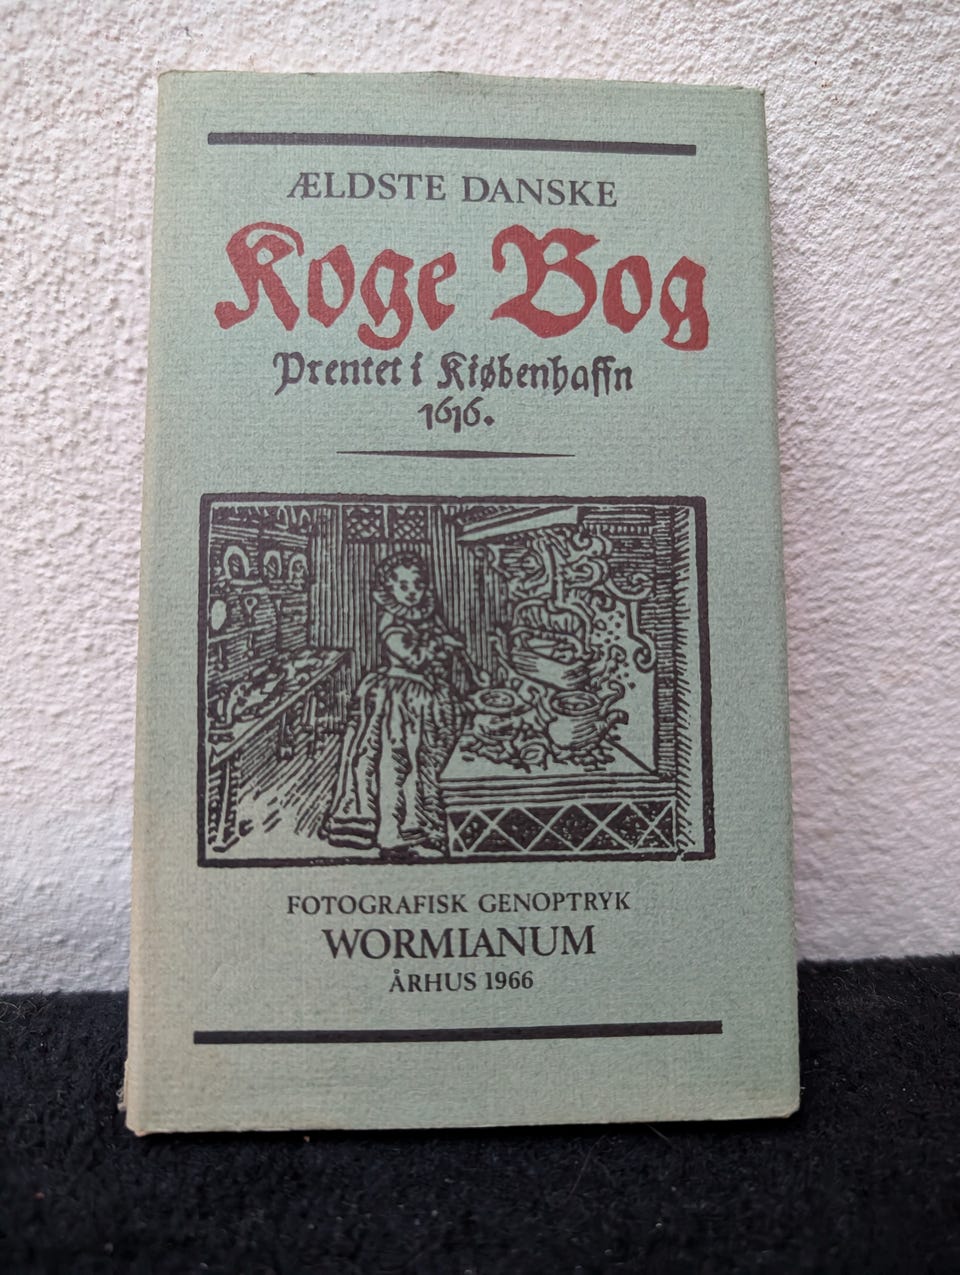 ÆLDSTE DANSKE
Koge Bog
Prentet i Kiøbenhaffn
1616.
FOTOGRAFISK GENOPTRYK
WORMIANUM
ÅRHUS 1966